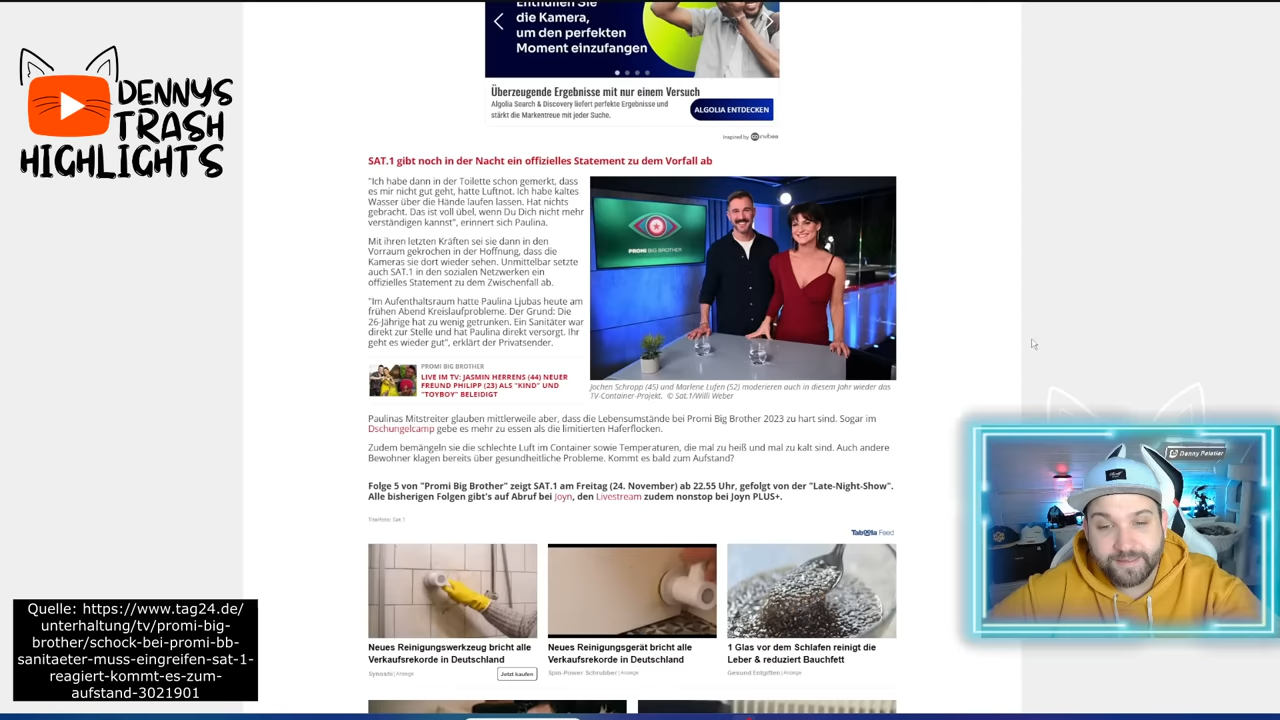 Enthüllen Sie
die Kamera,
um den perfekten
Moment einzufangen
Überzeugende Ergebnisse mit nur einem Versuch
Algolia Search & Discovery liefert perfekte Ergebnisse und
stärkt die Markentreue mit jeder Suche.
ALGOLIA ENTDECKEN
Inspired by invibes
DENNYS
TRASH
HIGHLIGHTS
SAT.1 gibt noch in der Nacht ein offizielles Statement zu dem Vorfall ab
"Ich habe dann in der Toilette schon gemerkt, dass
es mir nicht gut geht, hatte Luftnot. Ich habe kaltes
Wasser über die Hände laufen lassen. Hat nichts
gebracht. Das ist voll übel, wenn Du Dich nicht mehr
verständigen kannst", erinnert sich Paulina.
Mit ihren letzten Kräften sei sie dann in den
Vorraum gekrochen in der Hoffnung, dass die
Kameras sie dort wieder sehen. Unmittelbar setzte
auch SAT.1 in den sozialen Netzwerken ein
offizielles Statement zu dem Zwischenfall ab.
"Im Aufenthaltsraum hatte Paulina Ljubas heute am
frühen Abend Kreislaufprobleme. Der Grund: Die
26-Jährige hat zu wenig getrunken. Ein Sanitäter war
direkt zur Stelle und hat Paulina direkt versorgt. Ihr
geht es wieder gut", erklärt der Privatsender.
PROMI BIG BROTHER
PROMI BIG BROTHER
LIVE IM TV: JASMIN HERRENS (44) NEUER
FREUND PHILIPP (23) ALS "KIND" UND
"TOYBOY" BELEIDIGT
Jochen Schropp (45) und Marlene Lufen (52) moderieren auch in diesem Jahr wieder das
TV-Container-Projekt. © Sat.1/Willi Weber
Paulinas Mitstreiter glauben mittlerweile aber, dass die Lebensumstände bei Promi Big Brother 2023 zu hart sind. Sogar im
Dschungelcamp gebe es mehr zu essen als die limitierten Haferflocken.
Zudem bemängeln sie die schlechte Luft im Container sowie Temperaturen, die mal zu heiß und mal zu kalt sind. Auch andere
Bewohner klagen bereits über gesundheitliche Probleme. Kommt es bald zum Aufstand?
Folge 5 von "Promi Big Brother" zeigt SAT.1 am Freitag (24. November) ab 22.55 Uhr, gefolgt von der "Late-Night-Show".
Alle bisherigen Folgen gibt's auf Abruf bei Joyn, den Livestream zudem nonstop bei Joyn PLUS+.
Titelfoto: Sat.1
Taboola Feed
Neues Reinigungswerkzeug bricht alle
Verkaufsrekorde in Deutschland
Synoshi | Anzeige
Jetzt kaufen
Neues Reinigungsgerät bricht alle
Verkaufsrekorde in Deutschland
Spin-Power Schrubber | Anzeige
1 Glas vor dem Schlafen reinigt die
Leber & reduziert Bauchfett
Gesund Entgiften | Anzeige
Denny Peletier
Quelle: https://www.tag24.de/
unterhaltung/tv/promi-big-
brother/schock-bei-promi-bb-
sanitaeter-muss-eingreifen-sat-1-
reagiert-kommt-es-zum-
aufstand-3021901